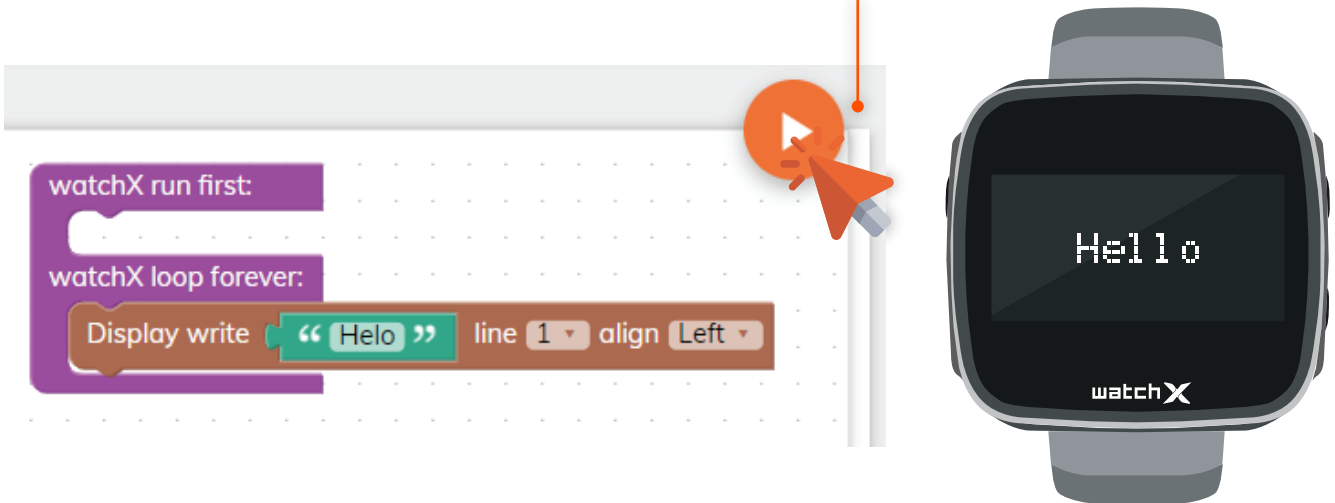 watchX run first:
watchX loop forever:
Display write “ Helo ” line 1 align Left
Hello
watchX